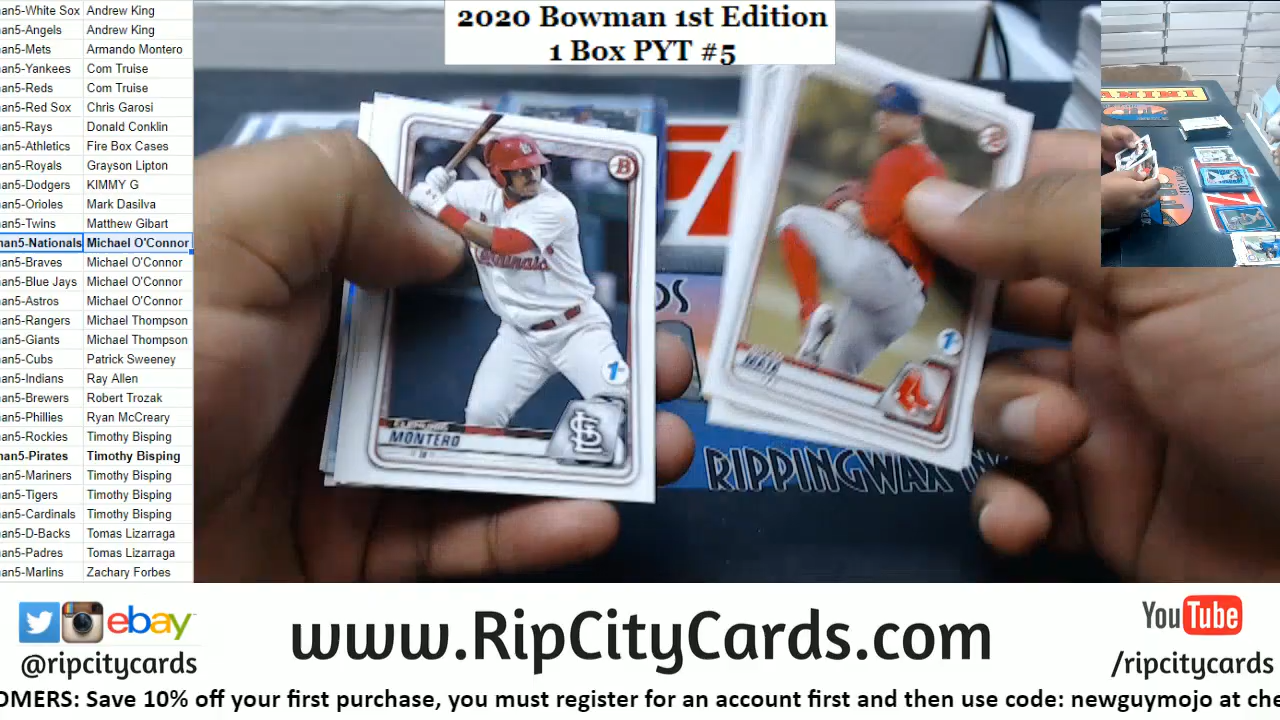 2020 Bowman 1st Edition
1 Box PYT #5
an5-White Sox Andrew King
an5-Angels Andrew King
an5-Mets Armando Montero
an5-Yankees Com Truise
an5-Reds Com Truise
an5-Red Sox Chris Garosi
an5-Rays Donald Conklin
an5-Athletics Fire Box Cases
an5-Royals Grayson Lipton
an5-Dodgers KIMMY G
an5-Orioles Mark Dasilva
an5-Twins Matthew Gibart
nan5-Nationals Michael O'Connor
an5-Braves Michael O'Connor
an5-Blue Jays Michael O'Connor
an5-Astros Michael O'Connor
an5-Rangers Michael Thompson
an5-Giants Michael Thompson
an5-Cubs Patrick Sweeney
an5-Indians Ray Allen
an5-Brewers Robert Trozak
an5-Phillies Ryan McCreary
an5-Rockies Timothy Bisping
an5-Pirates Timothy Bisping
an5-Mariners Timothy Bisping
an5-Tigers Timothy Bisping
an5-Cardinals Timothy Bisping
an5-D-Backs Tomas Lizarraga
an5-Padres Tomas Lizarraga
an5-Marlins Zachary Forbes
PANINI
B
Cardinals
1st
MONTERO
STL
1st
RIPPINGWAX
ebay
@ripcitycards
www.RipCityCards.com
YouTube
/ripcitycards
OMERS: Save 10% off your first purchase, you must register for an account first and then use code: newguymojo at che